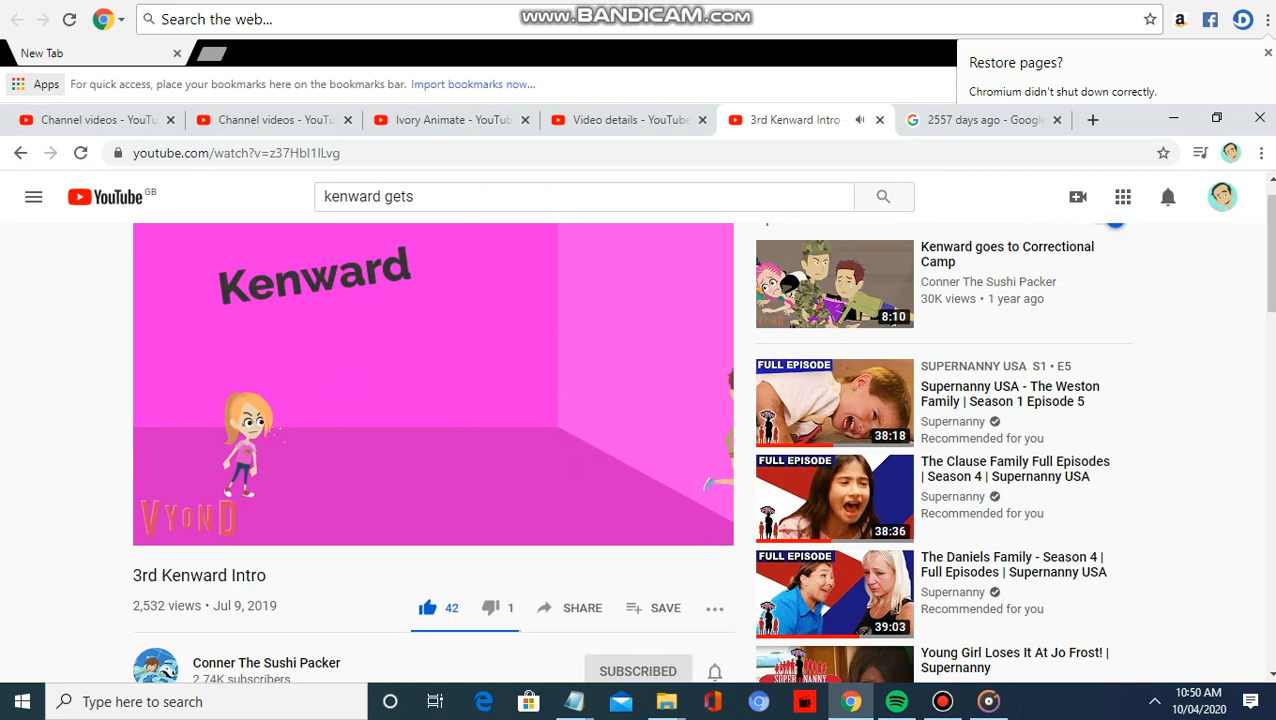 Search the web...
www.BANDICAM.com
New Tab
Restore pages?
Chromium didn't shut down correctly.
Apps
For quick access, place your bookmarks here on the bookmarks bar. Import bookmarks now...
Channel videos - YouTu
Channel videos - YouTu
Ivory Animate - YouTub
Video details - YouTube
3rd Kenward Intro -
2557 days ago - Google
youtube.com/watch?v=z37HbI1ILvg
YouTube GB
kenward gets
Kenward
VYOND
3rd Kenward Intro
2,532 views • Jul 9, 2019
42
1
SHARE
SAVE
Conner The Sushi Packer
2.74K subscribers
SUBSCRIBED
Kenward goes to Correctional
Camp
Conner The Sushi Packer
30K views • 1 year ago
8:10
FULL EPISODE
38:18
SUPERNANNY USA S1 • E5
Supernanny USA - The Weston
Family | Season 1 Episode 5
Supernanny
Recommended for you
FULL EPISODE
38:36
The Clause Family Full Episodes
| Season 4 | Supernanny USA
Supernanny
Recommended for you
FULL EPISODE
39:03
The Daniels Family - Season 4 |
Full Episodes | Supernanny USA
Supernanny
Recommended for you
Young Girl Loses It At Jo Frost! |
Supernanny
Type here to search
10:50 AM
10/04/2020